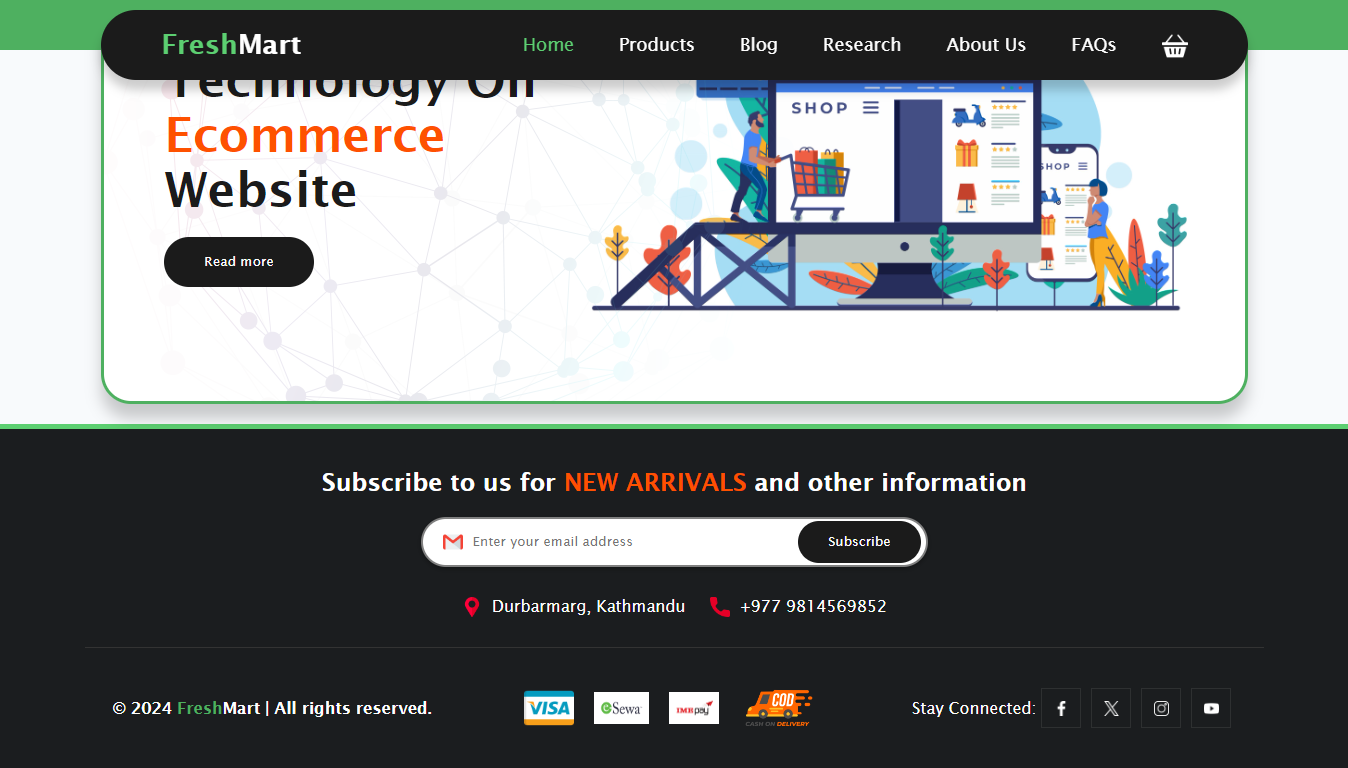 FreshMart
Home Products Blog Research About Us FAQs
Technology On
Ecommerce
Website
Read more
SHOP
SHOP
Subscribe to us for NEW ARRIVALS and other information
Enter your email address
Subscribe
Durbarmarg, Kathmandu +977 9814569852
© 2024 FreshMart | All rights reserved.
VISA
eSewa
IME pay
COD
CASH ON DELIVERY
Stay Connected: